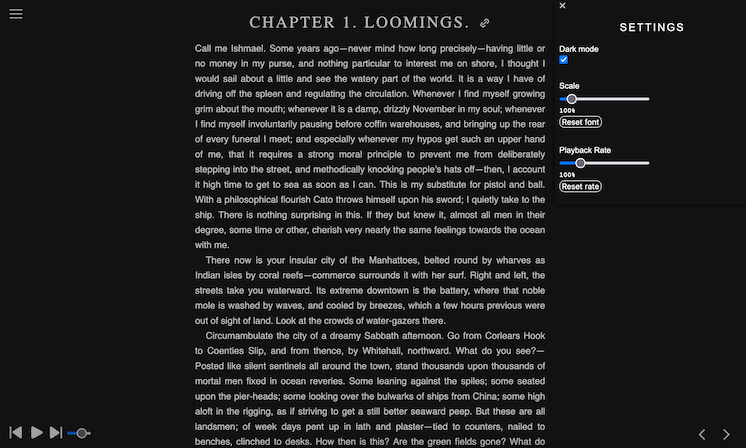 CHAPTER 1. LOOMINGS.
Call me Ishmael. Some years ago—never mind how long precisely—having little or
no money in my purse, and nothing particular to interest me on shore, I thought I
would sail about a little and see the watery part of the world. It is a way I have of
driving off the spleen and regulating the circulation. Whenever I find myself growing
grim about the mouth; whenever it is a damp, drizzly November in my soul; whenever
I find myself involuntarily pausing before coffin warehouses, and bringing up the rear
of every funeral I meet; and especially whenever my hypos get such an upper hand
of me, that it requires a strong moral principle to prevent me from deliberately
stepping into the street, and methodically knocking people's hats off—then, I account
it high time to get to sea as soon as I can. This is my substitute for pistol and ball.
With a philosophical flourish Cato throws himself upon his sword; I quietly take to the
ship. There is nothing surprising in this. If they but knew it, almost all men in their
degree, some time or other, cherish very nearly the same feelings towards the ocean
with me.
There now is your insular city of the Manhattoes, belted round by wharves as
Indian isles by coral reefs—commerce surrounds it with her surf. Right and left, the
streets take you waterward. Its extreme downtown is the battery, where that noble
mole is washed by waves, and cooled by breezes, which a few hours previous were
out of sight of land. Look at the crowds of water-gazers there.
Circumambulate the city of a dreamy Sabbath afternoon. Go from Corlears Hook
to Coenties Slip, and from thence, by Whitehall, northward. What do you see?—
Posted like silent sentinels all around the town, stand thousands upon thousands of
mortal men fixed in ocean reveries. Some leaning against the spiles; some seated
upon the pier-heads; some looking over the bulwarks of ships from China; some high
aloft in the rigging, as if striving to get a still better seaward peep. But these are all
landsmen; of week days pent up in lath and plaster—tied to counters, nailed to
benches, clinched to desks. How then is this? Are the green fields gone? What do
SETTINGS
Dark mode
Scale
100%
Reset font
Playback Rate
100%
Reset rate